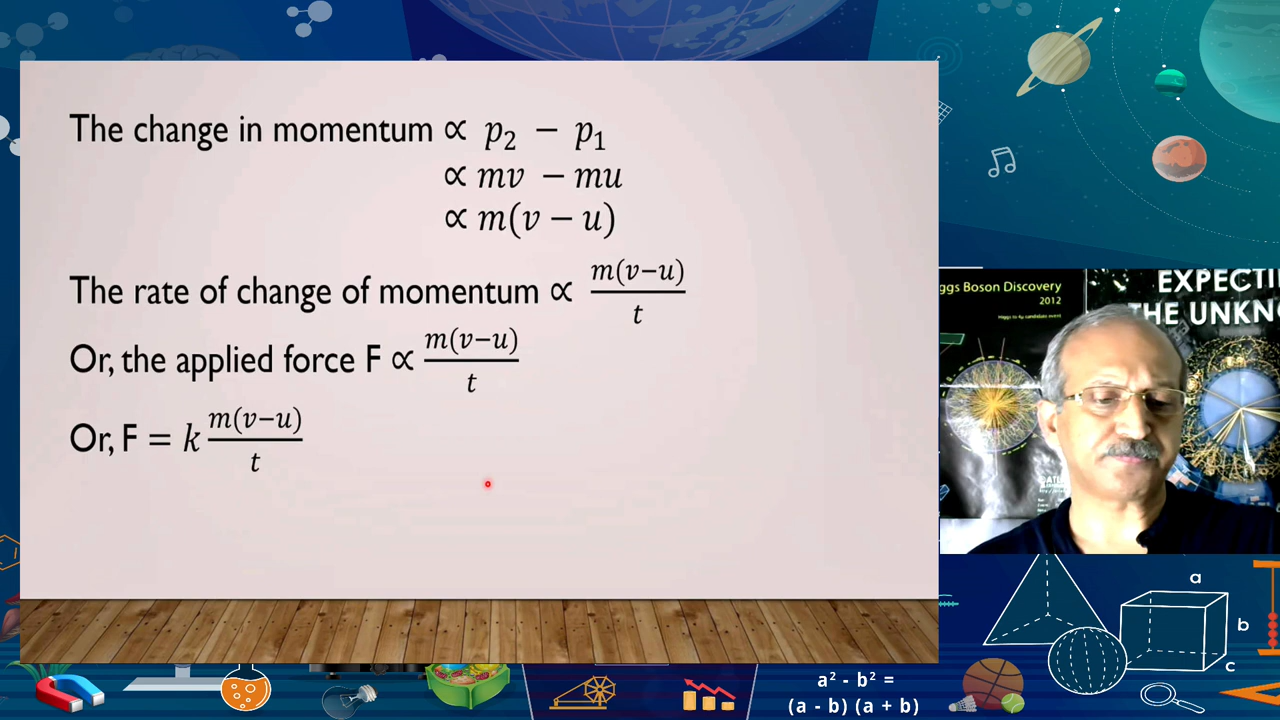 The change in momentum ∝ p₂ − p₁
∝ mv − mu
∝ m(v − u)
The rate of change of momentum ∝ m(v−u)/t
Or, the applied force F ∝ m(v−u)/t
Or, F = k m(v−u)/t
ggs Boson Discovery
2012
EXPECTI
THE UNKN
a
b
c
a² - b² =
(a - b) (a + b)